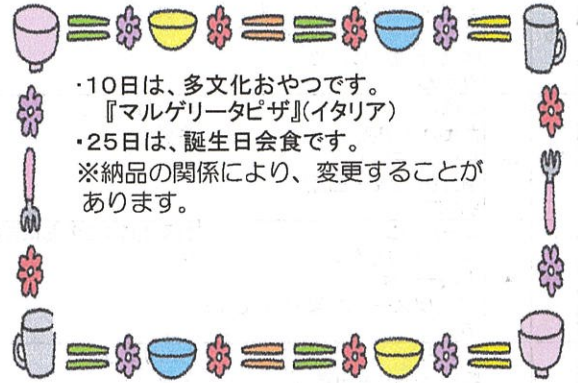 ・10日は、多文化おやつです。
『マルゲリータピザ』(イタリア)
・25日は、誕生日会食です。
※納品の関係により、変更することが
あります。